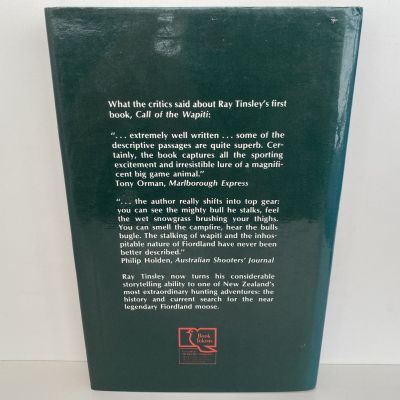 What the critics said about Ray Tinsley's first
book, Call of the Wapiti:
". . . extremely well written . . . some of the
descriptive passages are quite superb. Cer-
tainly, the book captures all the sporting
excitement and irresistible lure of a magnifi-
cent big game animal."
Tony Orman, Marlborough Express
". . . the author really shifts into top gear:
you can see the mighty bull he stalks, feel
the wet snowgrass brushing your thighs.
You can smell the campfire, hear the bulls
bugle. The stalking of wapiti and the inhos-
pitable nature of Fiordland have never been
better described."
Philip Holden, Australian Shooters' Journal
Ray Tinsley now turns his considerable
storytelling ability to one of New Zealand's
most extraordinary hunting adventures: the
history and current search for the near
legendary Fiordland moose.
Book
Tokens